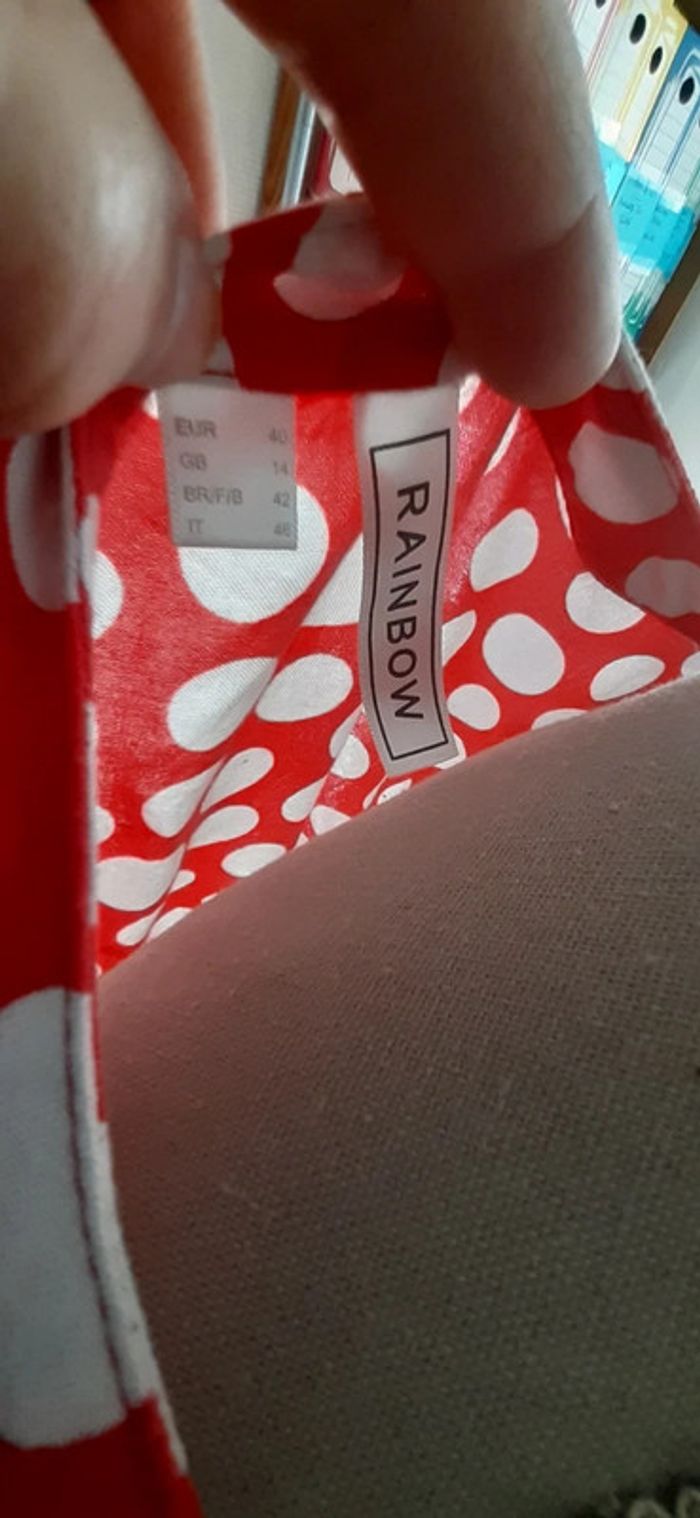 EUR 40
GB 14
BR/F/B 42
IT 46
RAINBOW